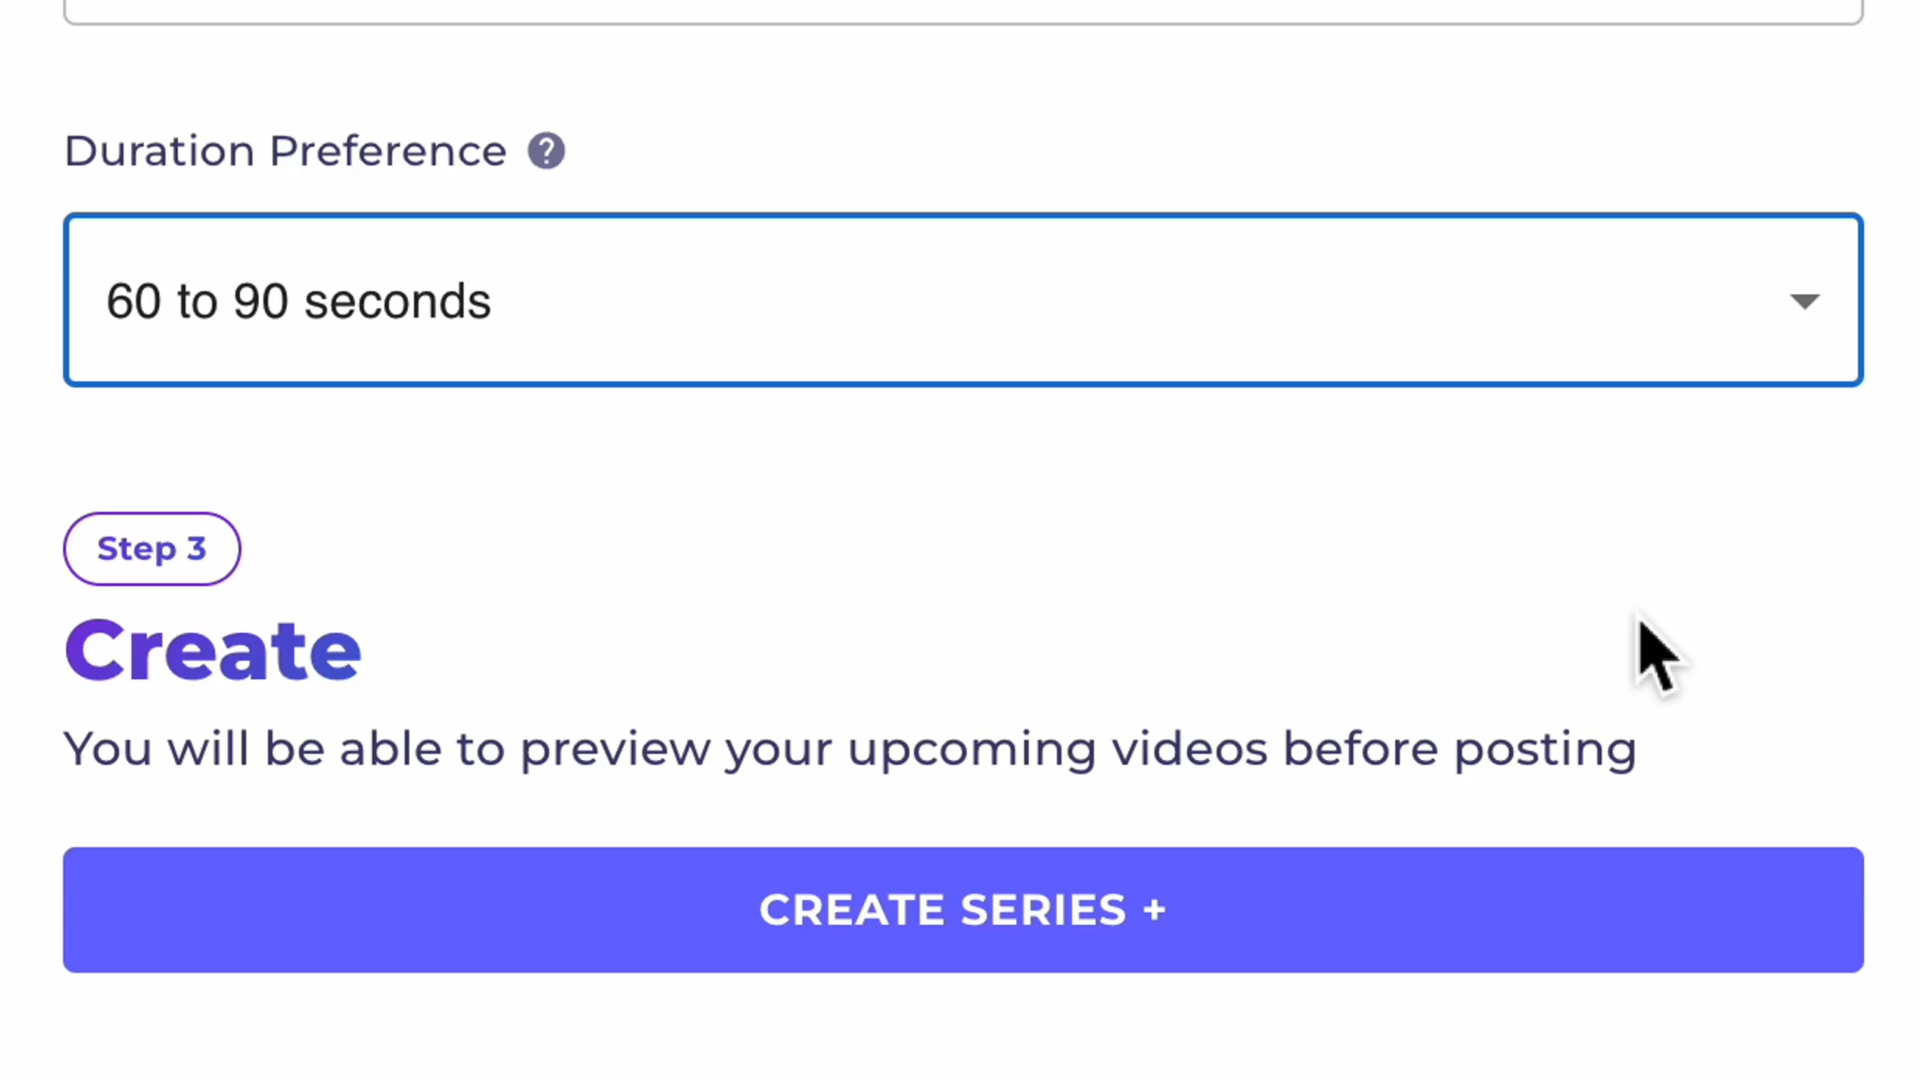 Duration Preference ?
60 to 90 seconds
Step 3
Create
You will be able to preview your upcoming videos before posting
CREATE SERIES +